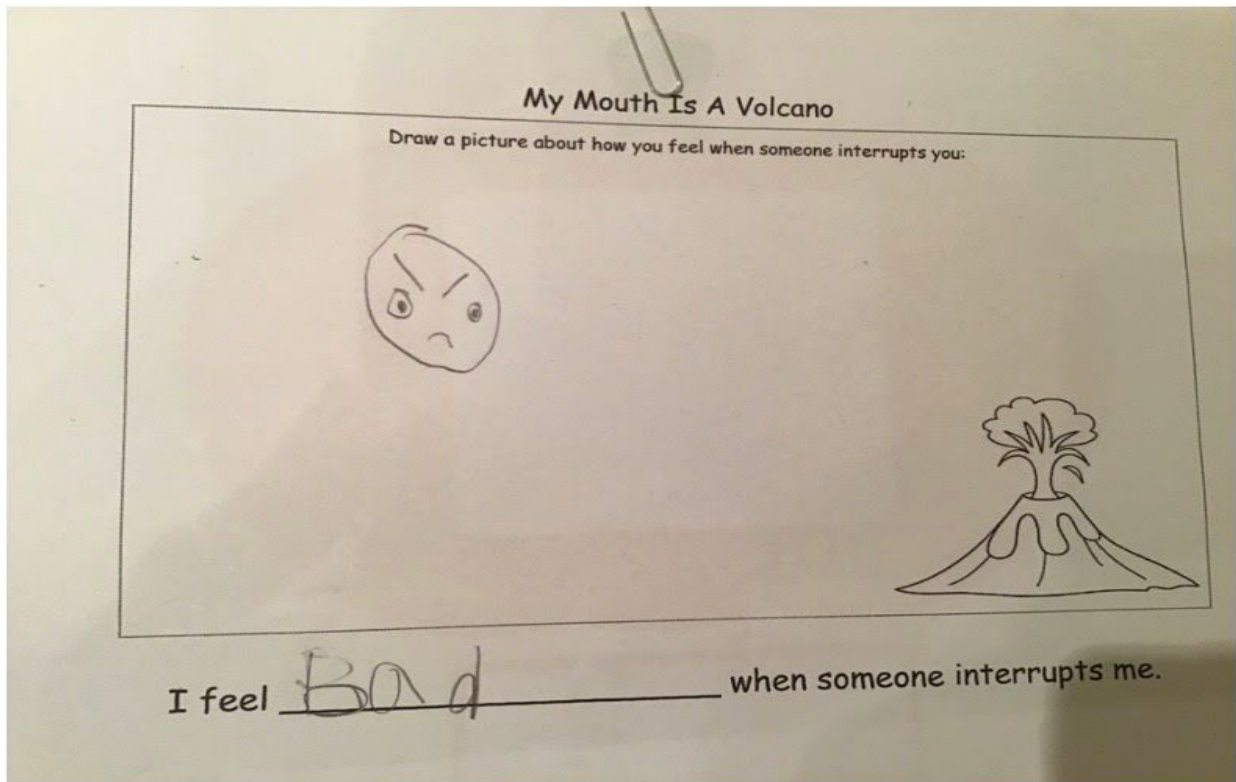 My Mouth Is A Volcano
Draw a picture about how you feel when someone interrupts you:
I feel Bad when someone interrupts me.